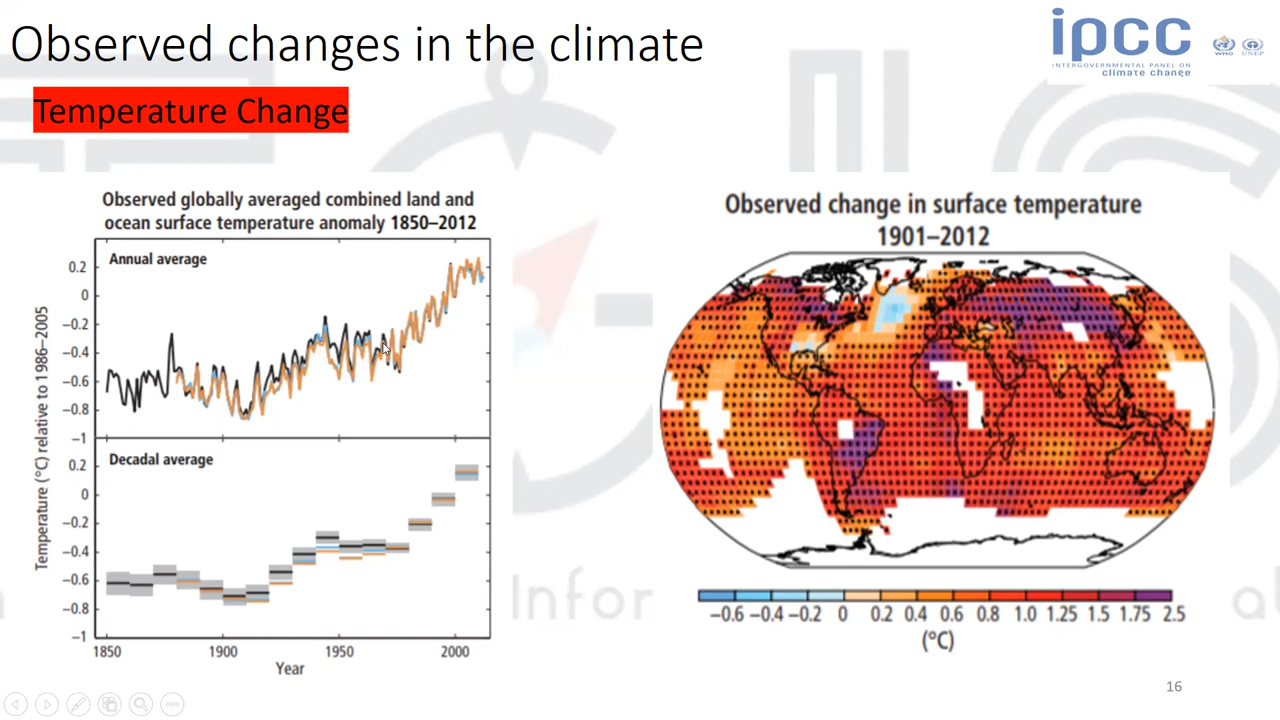 Observed changes in the climate
ipcc
INTERGOVERNMENTAL PANEL ON
climate change
WHO
UNEP
Temperature Change
Observed globally averaged combined land and
ocean surface temperature anomaly 1850–2012
Annual average
0.2
0
−0.2
−0.4
−0.6
−0.8
−1
Decadal average
0.2
0
−0.2
−0.4
−0.6
−0.8
−1
Temperature (°C) relative to 1986–2005
1850 1900 1950 2000
Year
Observed change in surface temperature
1901–2012
−0.6 −0.4 −0.2 0 0.2 0.4 0.6 0.8 1.0 1.25 1.5 1.75 2.5
(°C)
Infor
16